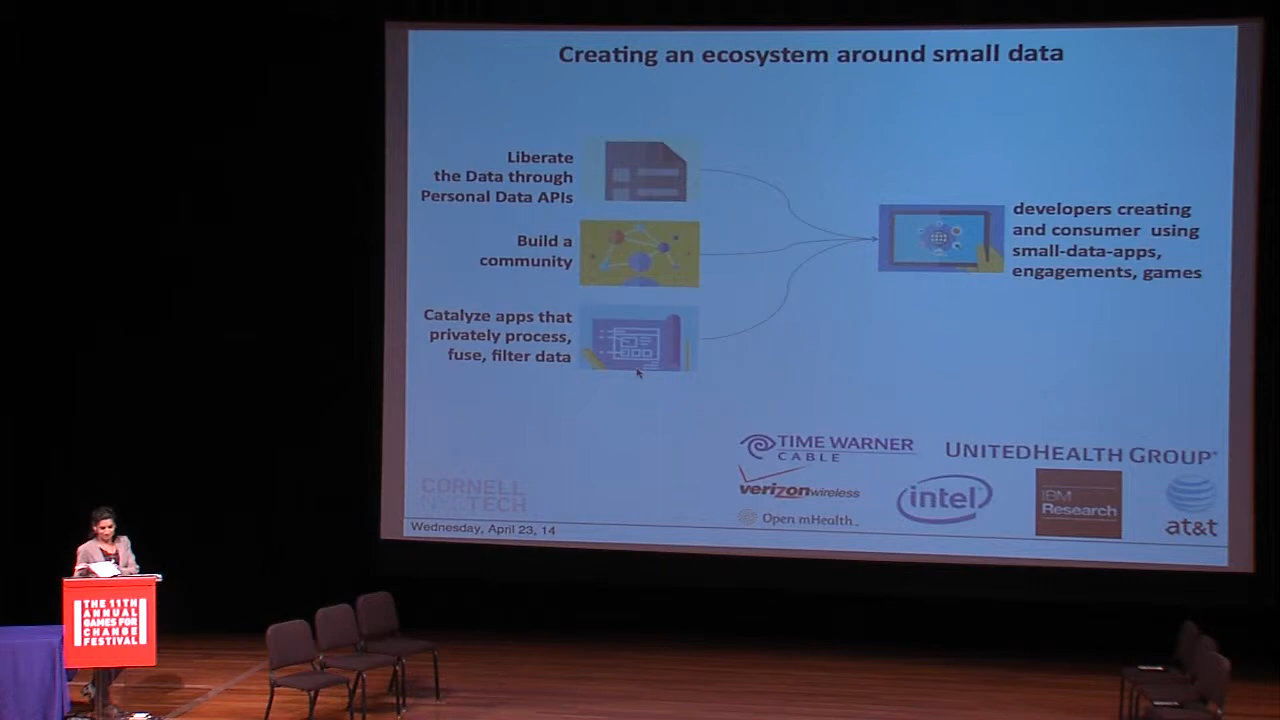 Creating an ecosystem around small data
Liberate
the Data through
Personal Data APIs
Build a
community
Catalyze apps that
privately process,
fuse, filter data
developers creating
and consumer using
small-data-apps,
engagements, games
TIME WARNER
CABLE
UNITEDHEALTH GROUP®
verizonwireless
intel
IBM
Research
at&t
Open mHealth
CORNELL
NYC TECH
Wednesday, April 23, 14
THE 11TH
ANNUAL
GAMES FOR
CHANGE
FESTIVAL